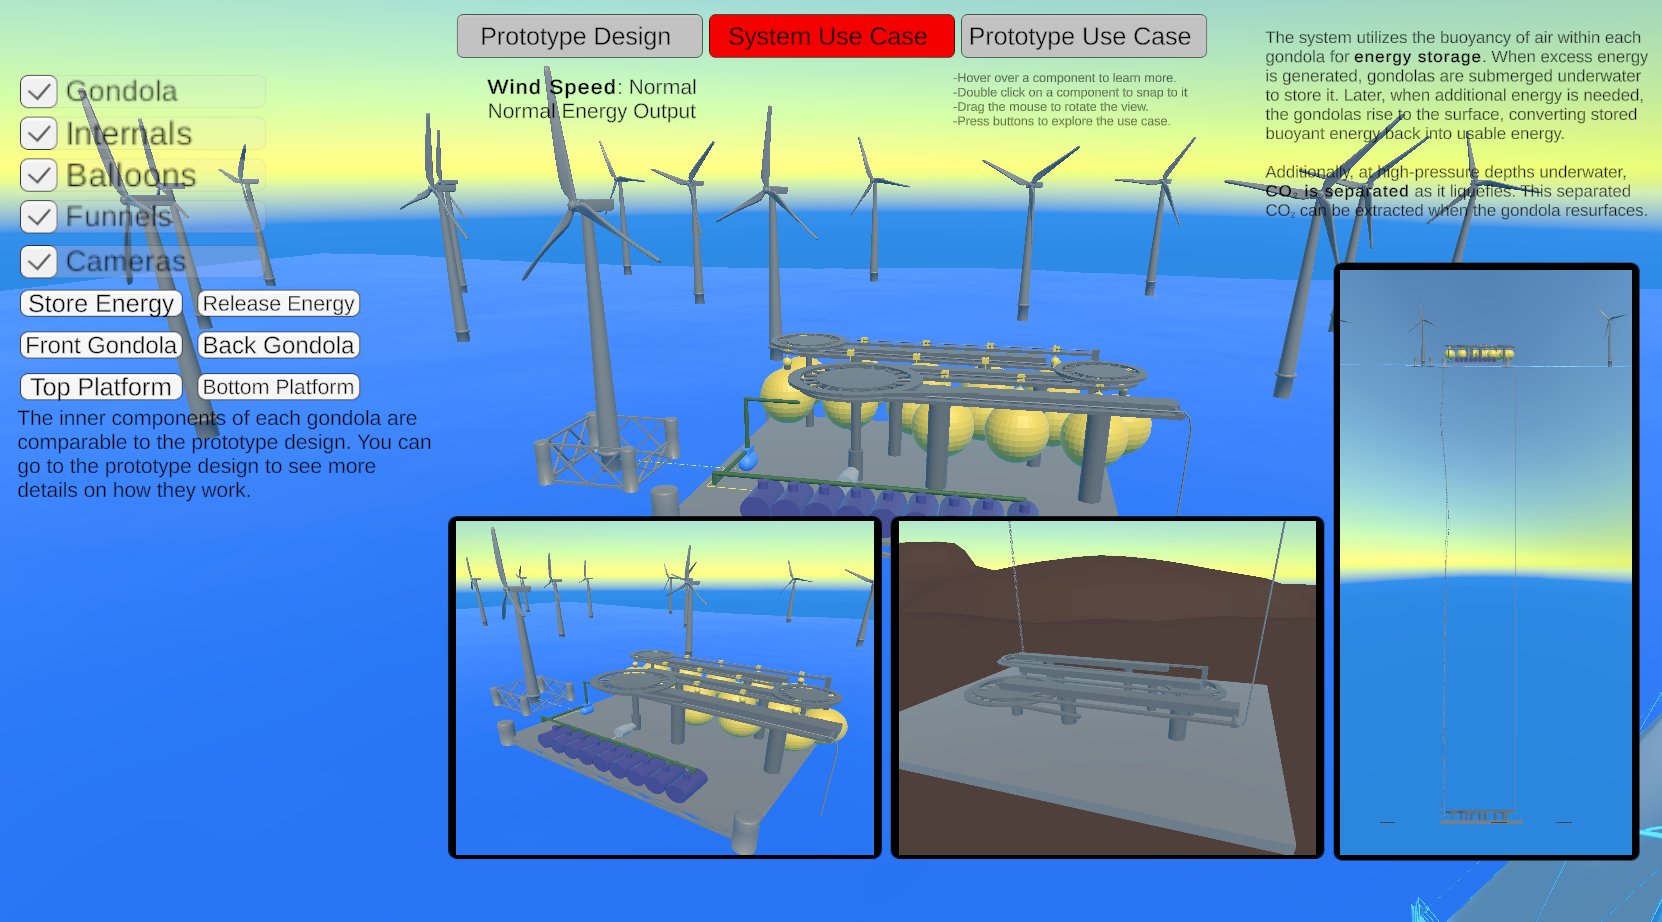 Prototype Design
System Use Case
Prototype Use Case
Gondola
Internals
Balloons
Funnels
Cameras
Store Energy
Release Energy
Front Gondola
Back Gondola
Top Platform
Bottom Platform
The inner components of each gondola are
comparable to the prototype design. You can
go to the prototype design to see more
details on how they work.
Wind Speed: Normal
Normal Energy Output
-Hover over a component to learn more.
-Double click on a component to snap to it
-Drag the mouse to rotate the view.
-Press buttons to explore the use case.
The system utilizes the buoyancy of air within each
gondola for energy storage. When excess energy
is generated, gondolas are submerged underwater
to store it. Later, when additional energy is needed,
the gondolas rise to the surface, converting stored
buoyant energy back into usable energy.
Additionally, at high-pressure depths underwater,
CO₂ is separated as it liquefies. This separated
CO₂ can be extracted when the gondola resurfaces.